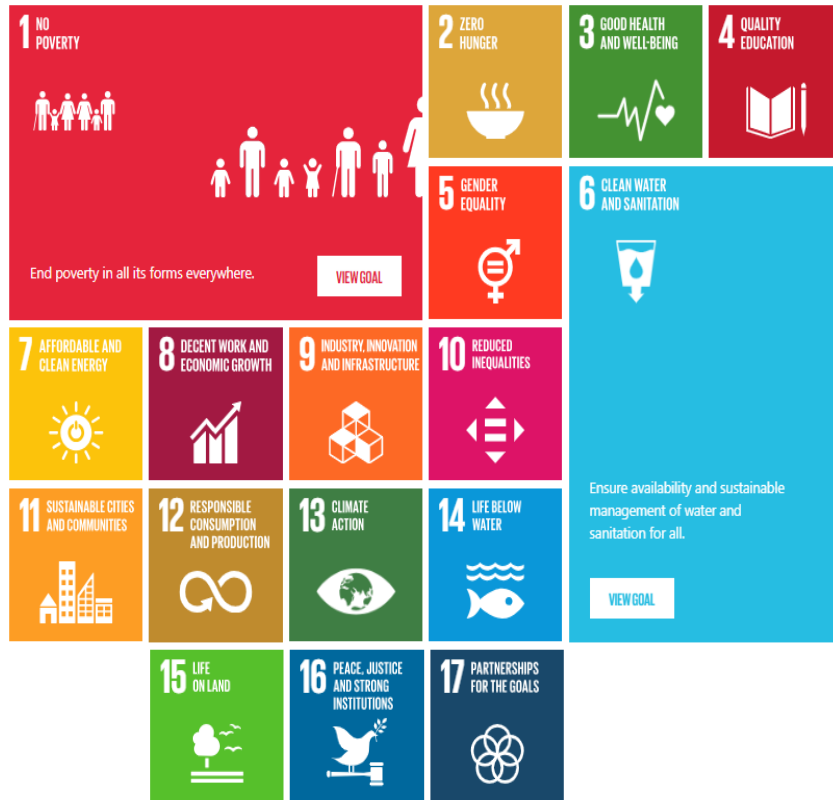 1 NO
POVERTY
End poverty in all its forms everywhere.
VIEW GOAL
2 ZERO
HUNGER
3 GOOD HEALTH
AND WELL-BEING
4 QUALITY
EDUCATION
5 GENDER
EQUALITY
6 CLEAN WATER
AND SANITATION
Ensure availability and sustainable
management of water and
sanitation for all.
VIEW GOAL
7 AFFORDABLE AND
CLEAN ENERGY
8 DECENT WORK AND
ECONOMIC GROWTH
9 INDUSTRY, INNOVATION
AND INFRASTRUCTURE
10 REDUCED
INEQUALITIES
11 SUSTAINABLE CITIES
AND COMMUNITIES
12 RESPONSIBLE
CONSUMPTION
AND PRODUCTION
13 CLIMATE
ACTION
14 LIFE BELOW
WATER
15 LIFE
ON LAND
16 PEACE, JUSTICE
AND STRONG
INSTITUTIONS
17 PARTNERSHIPS
FOR THE GOALS